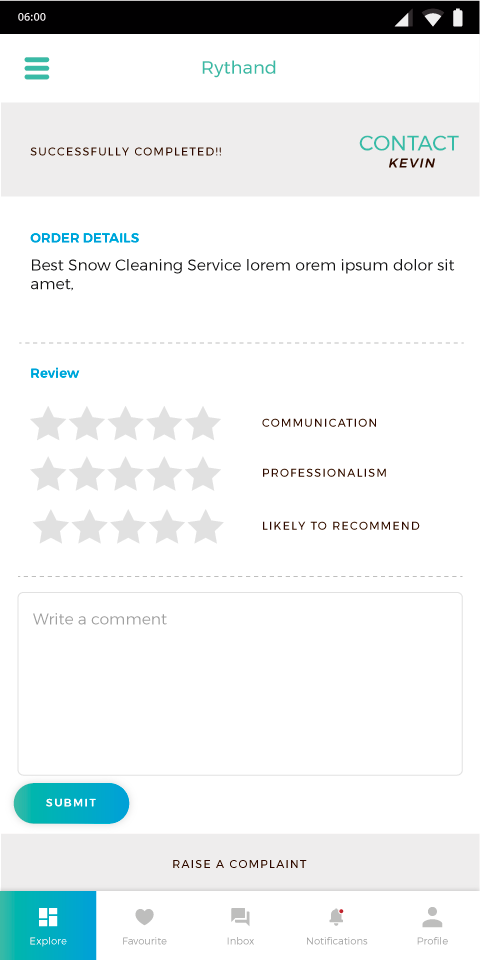 06:00
Rythand
SUCCESSFULLY COMPLETED!!
CONTACT
KEVIN
ORDER DETAILS
Best Snow Cleaning Service lorem orem ipsum dolor sit
amet,
Review
COMMUNICATION
PROFESSIONALISM
LIKELY TO RECOMMEND
Write a comment
SUBMIT
RAISE A COMPLAINT
Explore
Favourite
Inbox
Notifications
Profile